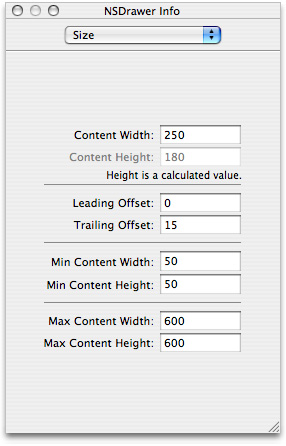 NSDrawer Info
Size
Content Width: 250
Content Height: 180
Height is a calculated value.
Leading Offset: 0
Trailing Offset: 15
Min Content Width: 50
Min Content Height: 50
Max Content Width: 600
Max Content Height: 600